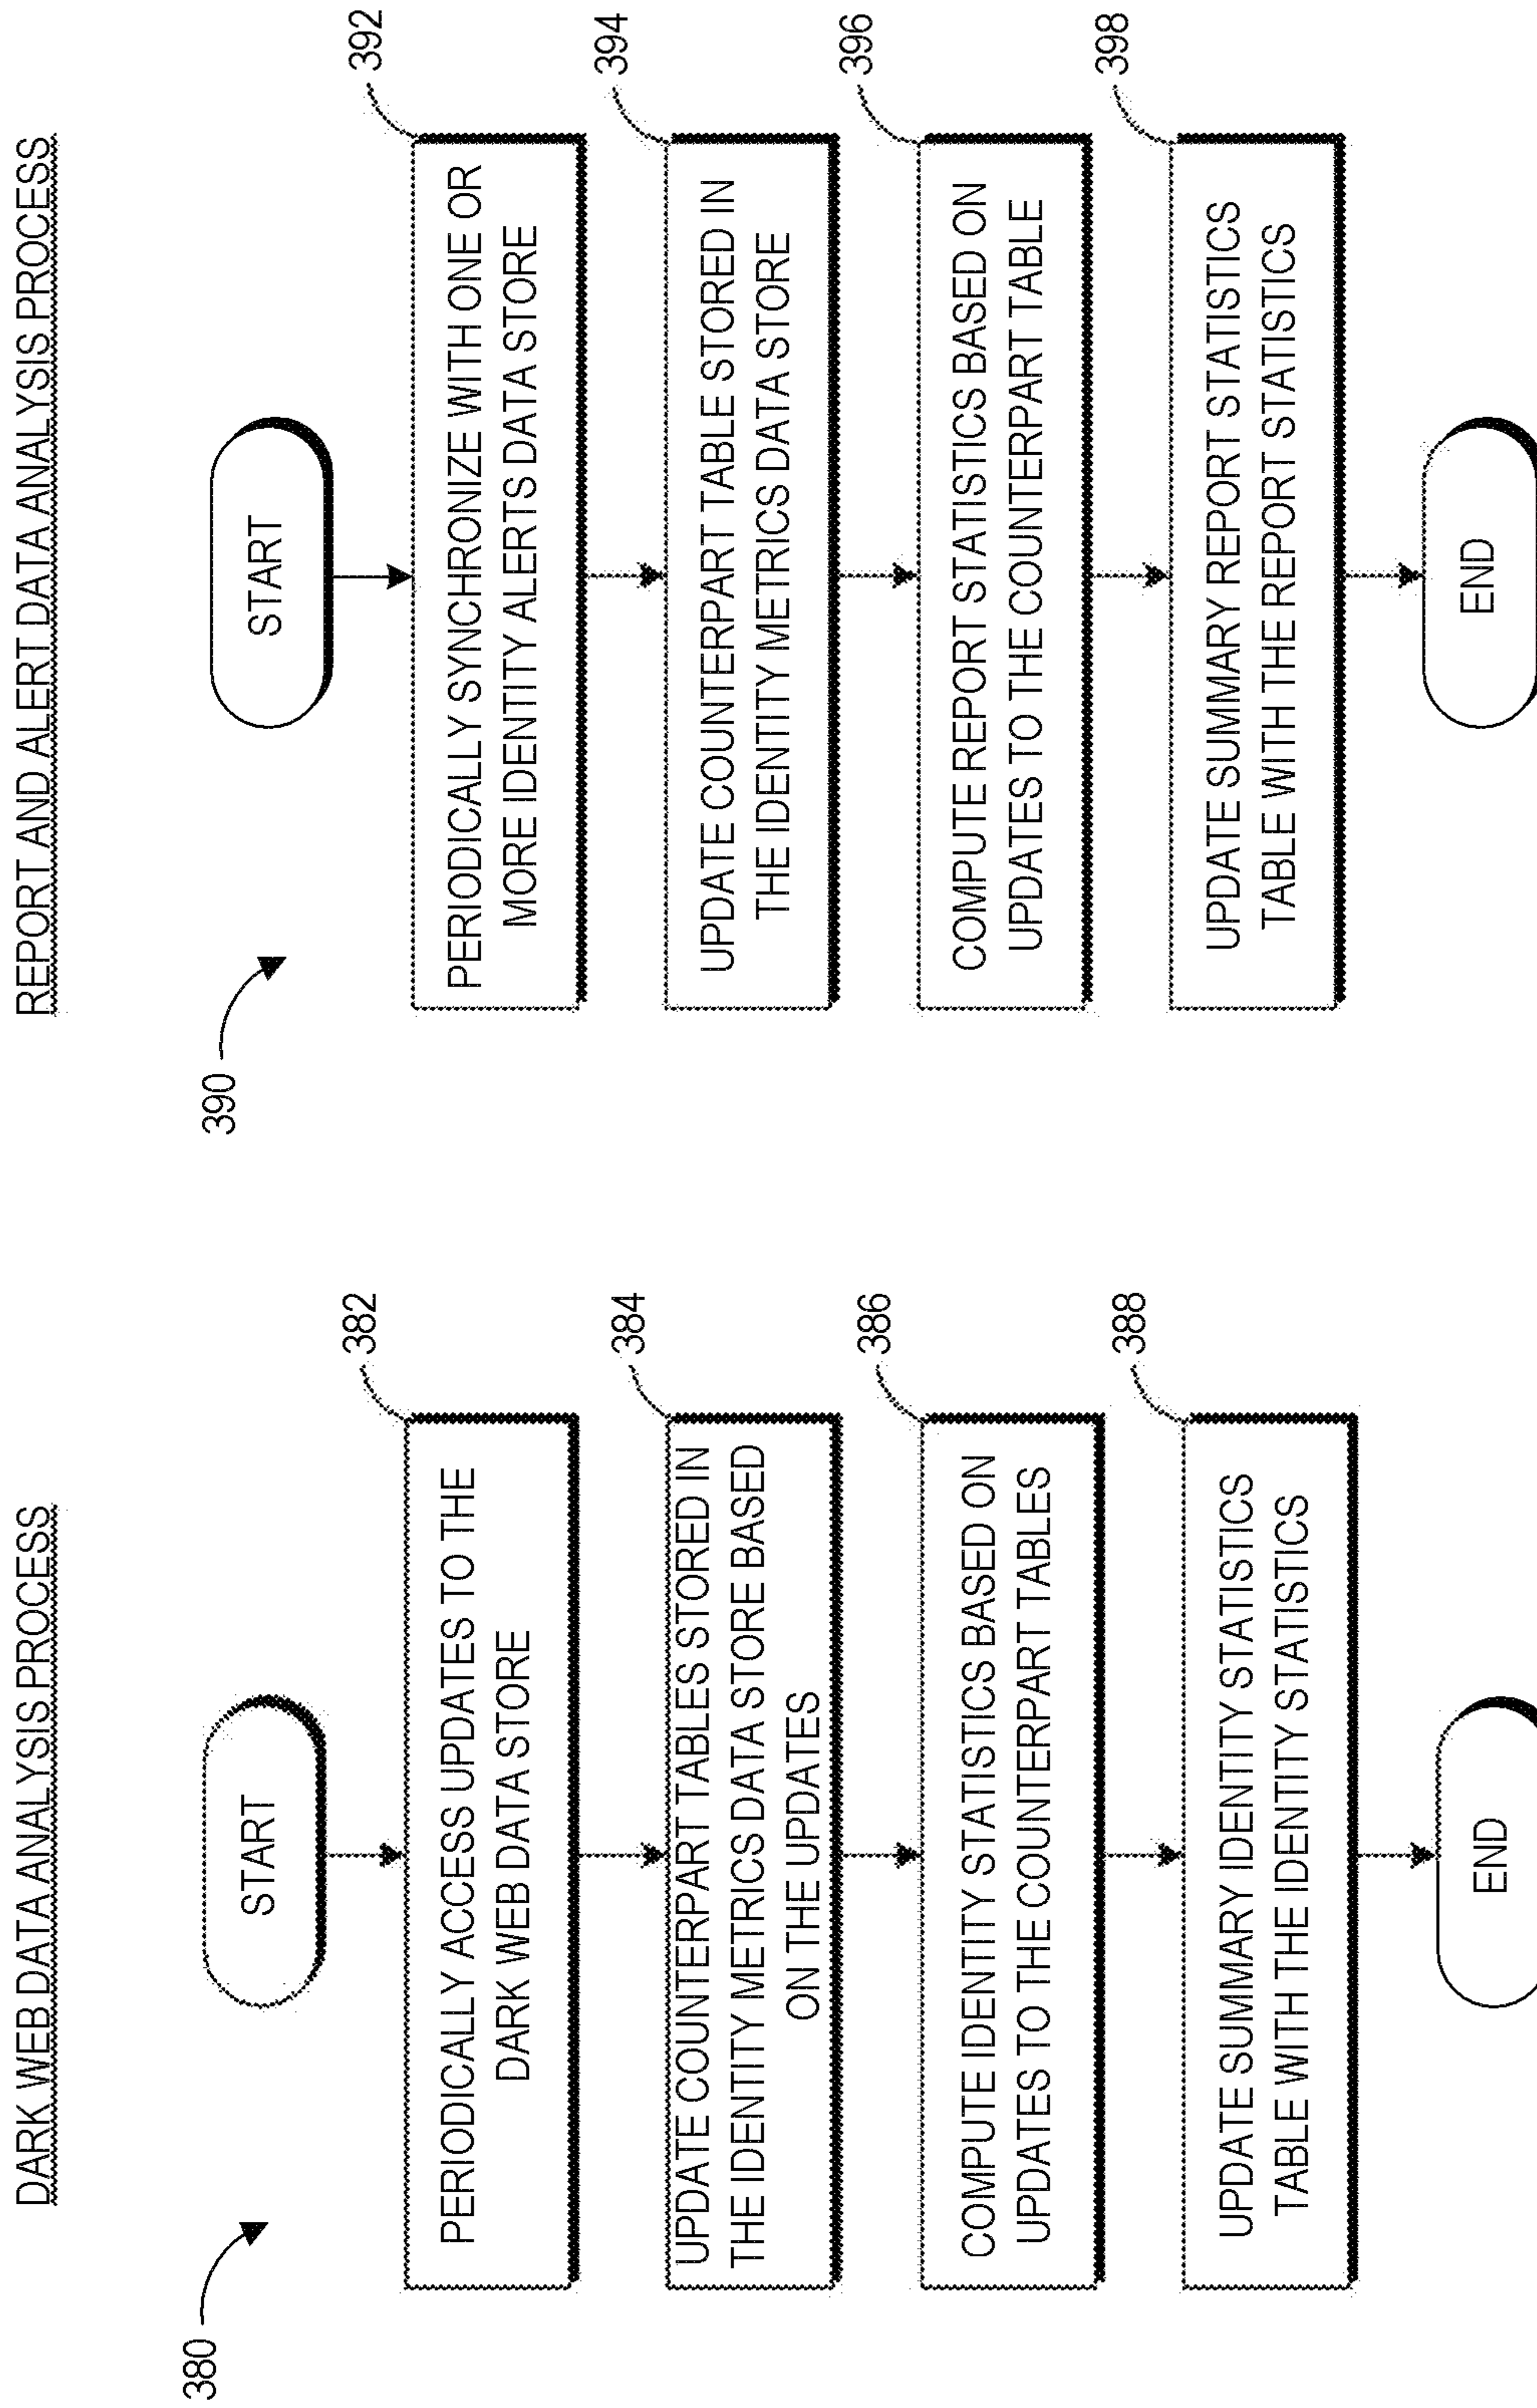 DARK WEB DATA ANALYSIS PROCESS
380
START
382
PERIODICALLY ACCESS UPDATES TO THE
DARK WEB DATA STORE
384
UPDATE COUNTERPART TABLES STORED IN
THE IDENTITY METRICS DATA STORE BASED
ON THE UPDATES
386
COMPUTE IDENTITY STATISTICS BASED ON
UPDATES TO THE COUNTERPART TABLES
388
UPDATE SUMMARY IDENTITY STATISTICS
TABLE WITH THE IDENTITY STATISTICS
END
REPORT AND ALERT DATA ANALYSIS PROCESS
390
START
392
PERIODICALLY SYNCHRONIZE WITH ONE OR
MORE IDENTITY ALERTS DATA STORE
394
UPDATE COUNTERPART TABLE STORED IN
THE IDENTITY METRICS DATA STORE
396
COMPUTE REPORT STATISTICS BASED ON
UPDATES TO THE COUNTERPART TABLE
398
UPDATE SUMMARY REPORT STATISTICS
TABLE WITH THE REPORT STATISTICS
END